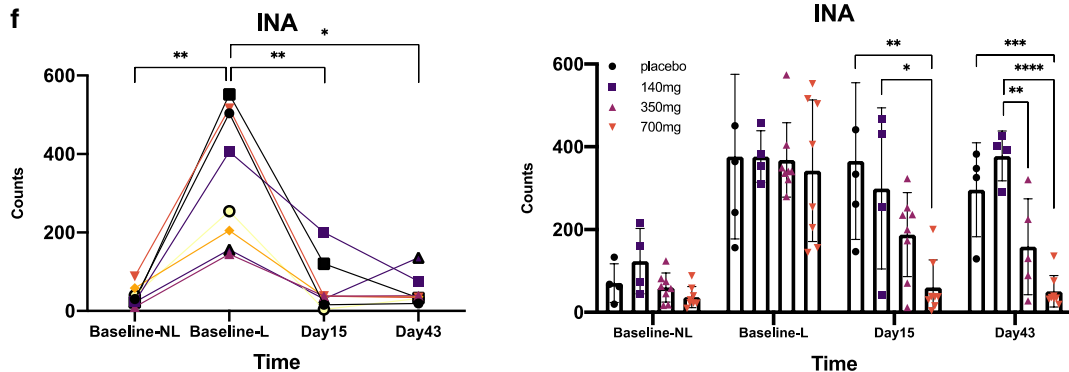 f
INA
*
**
**
600
400
200
0
Counts
Baseline-NL
Baseline-L
Day15
Day43
Time
INA
placebo
140mg
350mg
700mg
**
*
***
****
**
600
400
200
0
Counts
Baseline-NL
Baseline-L
Day15
Day43
Time